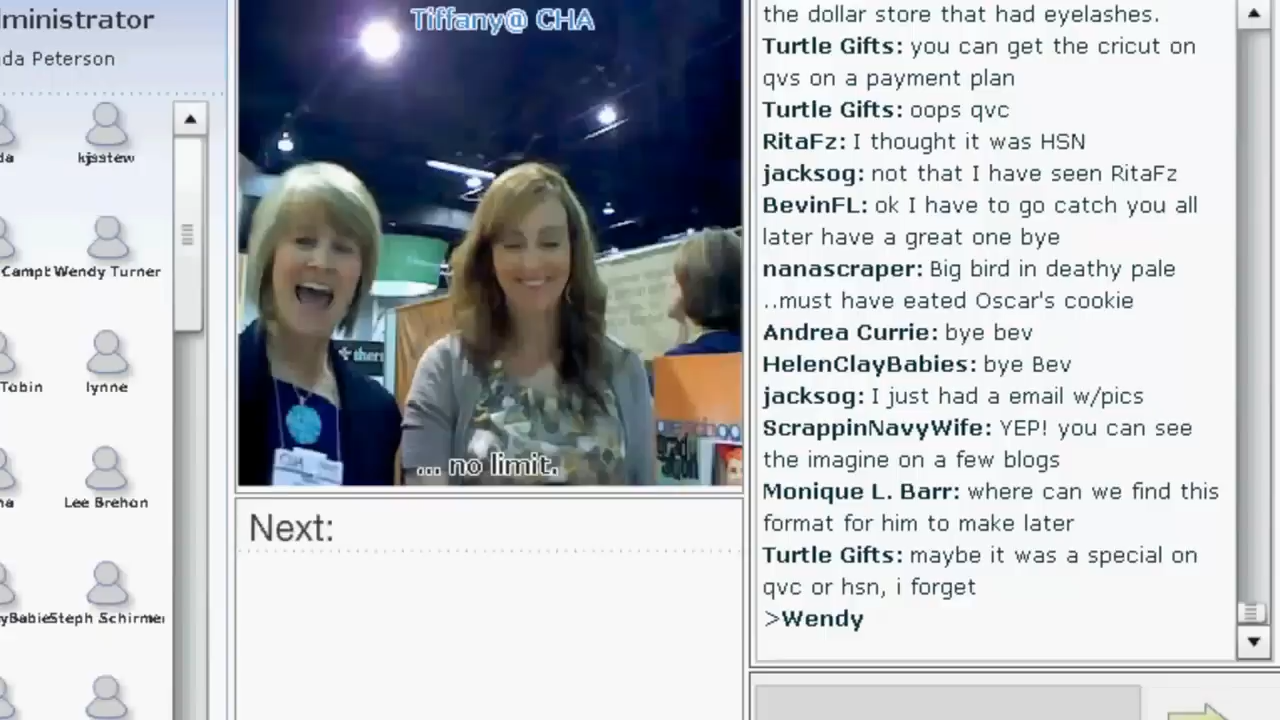 ministrator
da Peterson
da
kjsstew
Campt
Wendy Turner
Tobin
lynne
na
Lee Brehon
yBabies
Steph Schirmer
Tiffany@ CHA
... no limit.
Next:
the dollar store that had eyelashes.
Turtle Gifts: you can get the cricut on
qvs on a payment plan
Turtle Gifts: oops qvc
RitaFz: I thought it was HSN
jacksog: not that I have seen RitaFz
BevinFL: ok I have to go catch you all
later have a great one bye
nanascraper: Big bird in deathy pale
..must have eaten Oscar's cookie
Andrea Currie: bye bev
HelenClayBabies: bye Bev
jacksog: I just had a email w/pics
ScrappinNavyWife: YEP! you can see
the imagine on a few blogs
Monique L. Barr: where can we find this
format for him to make later
Turtle Gifts: maybe it was a special on
qvc or hsn, i forget
>Wendy